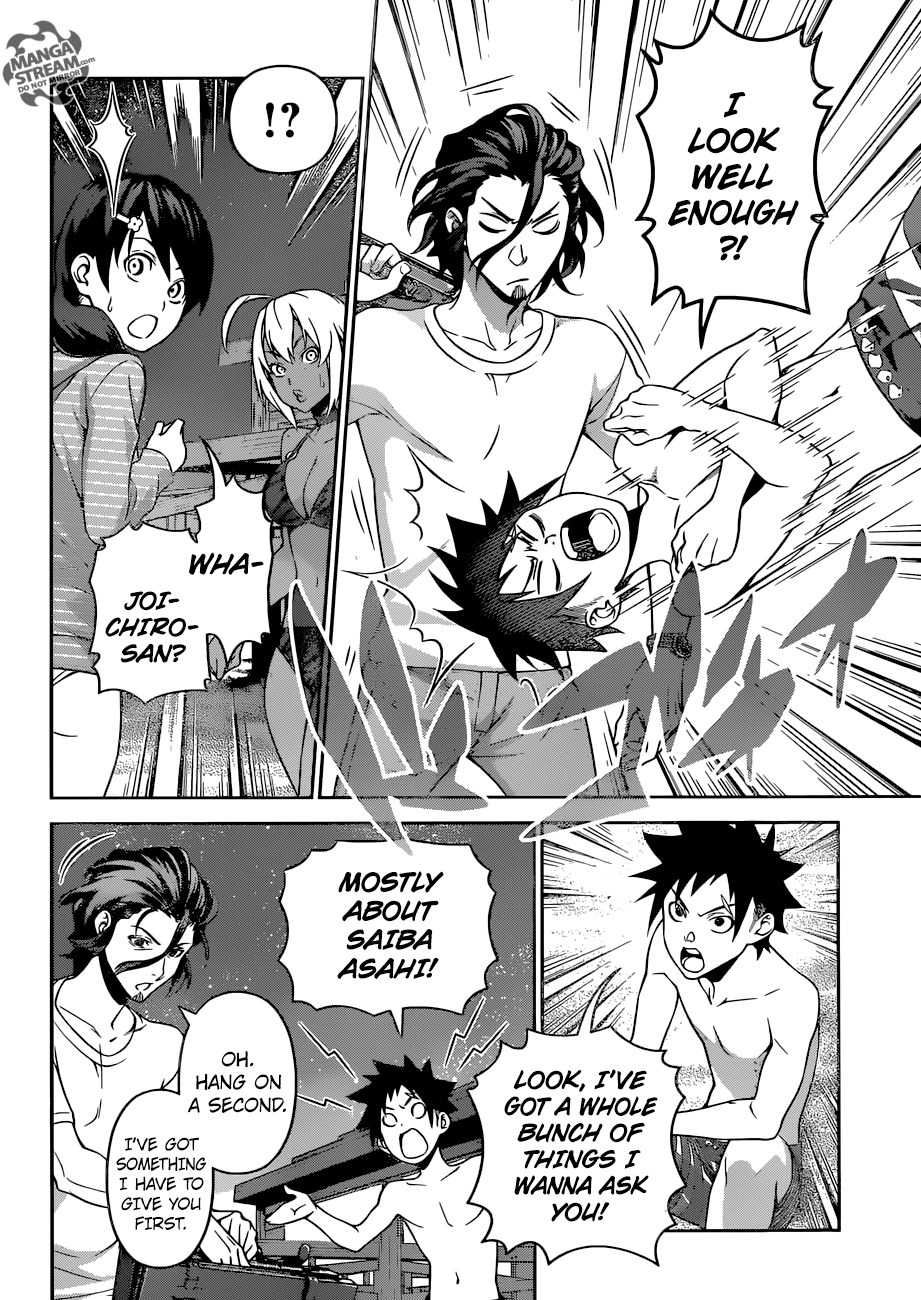 MANGA
STREAM.com
DO NOT MIRROR
I
LOOK
WELL
ENOUGH
?!
!?
WHA-
JOI-
CHIRO-
SAN?
LOOK, I'VE
GOT A WHOLE
BUNCH OF
THINGS I
WANNA ASK
YOU!
MOSTLY
ABOUT
SAIBA
ASAHI!
OH.
HANG ON
A SECOND.
I'VE GOT
SOMETHING
I HAVE TO
GIVE YOU
FIRST.